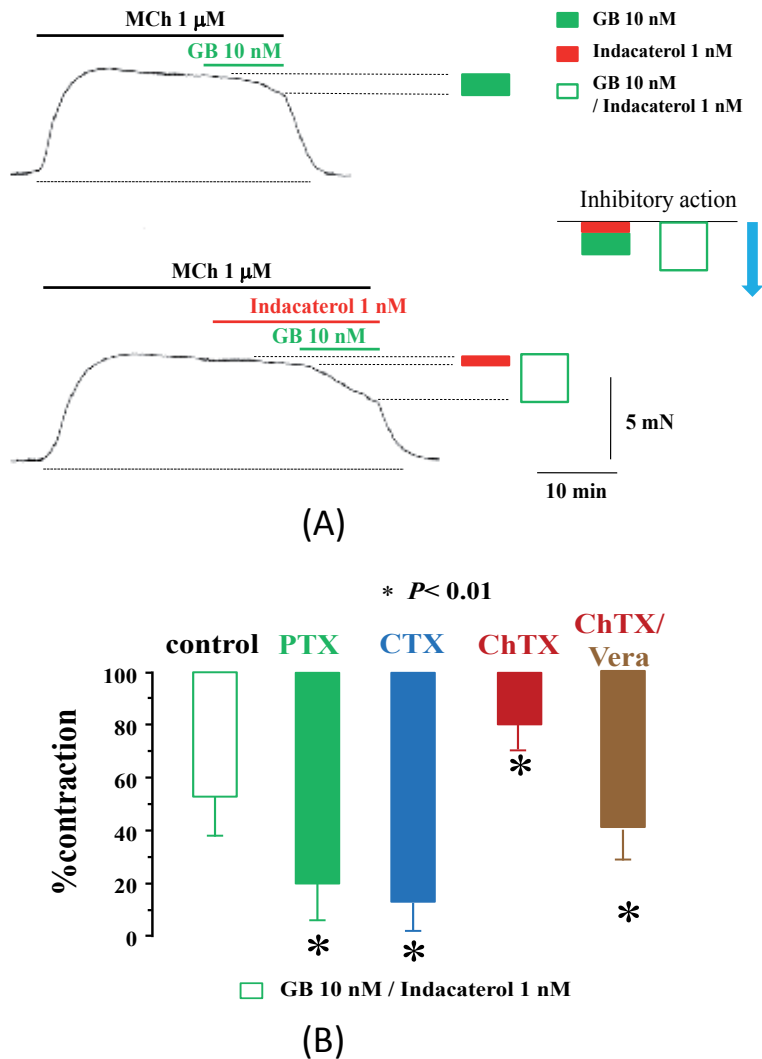 MCh 1 μM
GB 10 nM
GB 10 nM
Indacaterol 1 nM
GB 10 nM
/ Indacaterol 1 nM
Inhibitory action
MCh 1 μM
Indacaterol 1 nM
GB 10 nM
5 mN
10 min
(A)
* P< 0.01
control
PTX
CTX
ChTX
ChTX/
Vera
%contraction
100
80
60
40
20
0
*
*
*
*
GB 10 nM / Indacaterol 1 nM
(B)